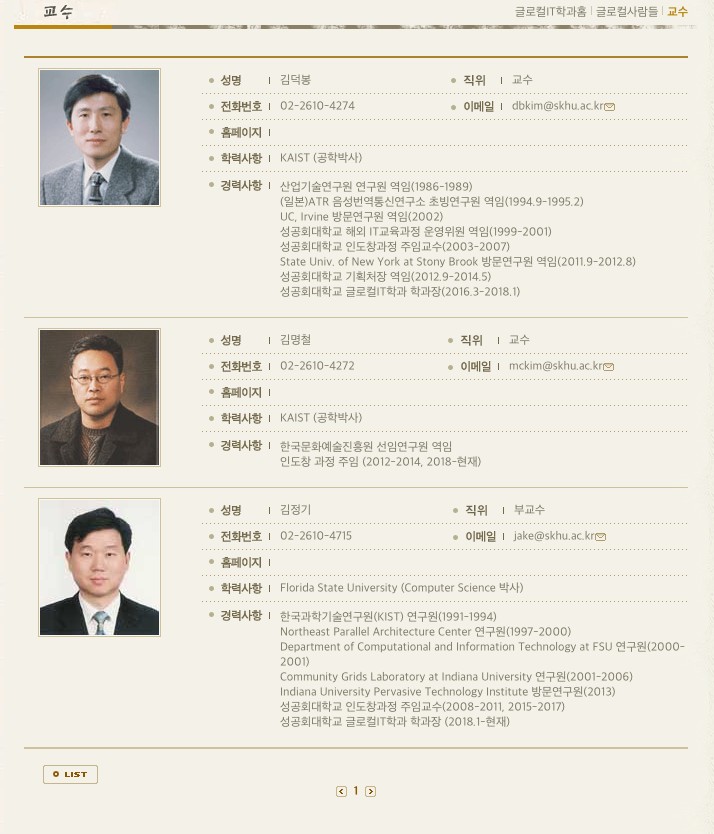 교수
글로컬IT학과홈 | 글로컬사람들 | 교수
성명 | 김덕봉 직위 | 교수
전화번호 | 02-2610-4274 이메일 | dbkim@skhu.ac.kr
홈페이지 |
학력사항 | KAIST (공학박사)
경력사항 | 산업기술연구원 연구원 역임(1986-1989)
(일본)ATR 음성번역통신연구소 초빙연구원 역임(1994.9-1995.2)
UC, Irvine 방문연구원 역임(2002)
성공회대학교 해외 IT교육과정 운영위원 역임(1999-2001)
성공회대학교 인도창과정 주임교수(2003-2007)
State Univ. of New York at Stony Brook 방문연구원 역임(2011.9-2012.8)
성공회대학교 기획처장 역임(2012.9-2014.5)
성공회대학교 글로컬IT학과 학과장(2016.3-2018.1)
성명 | 김명철 직위 | 교수
전화번호 | 02-2610-4272 이메일 | mckim@skhu.ac.kr
홈페이지 |
학력사항 | KAIST (공학박사)
경력사항 | 한국문화예술진흥원 선임연구원 역임
인도창 과정 주임 (2012-2014, 2018-현재)
성명 | 김정기 직위 | 부교수
전화번호 | 02-2610-4715 이메일 | jake@skhu.ac.kr
홈페이지 |
학력사항 | Florida State University (Computer Science 박사)
경력사항 | 한국과학기술연구원(KIST) 연구원(1991-1994)
Northeast Parallel Architecture Center 연구원(1997-2000)
Department of Computational and Information Technology at FSU 연구원(2000-
2001)
Community Grids Laboratory at Indiana University 연구원(2001-2006)
Indiana University Pervasive Technology Institute 방문연구원(2013)
성공회대학교 인도창과정 주임교수(2008-2011, 2015-2017)
성공회대학교 글로컬IT학과 학과장 (2018.1-현재)
LIST
1